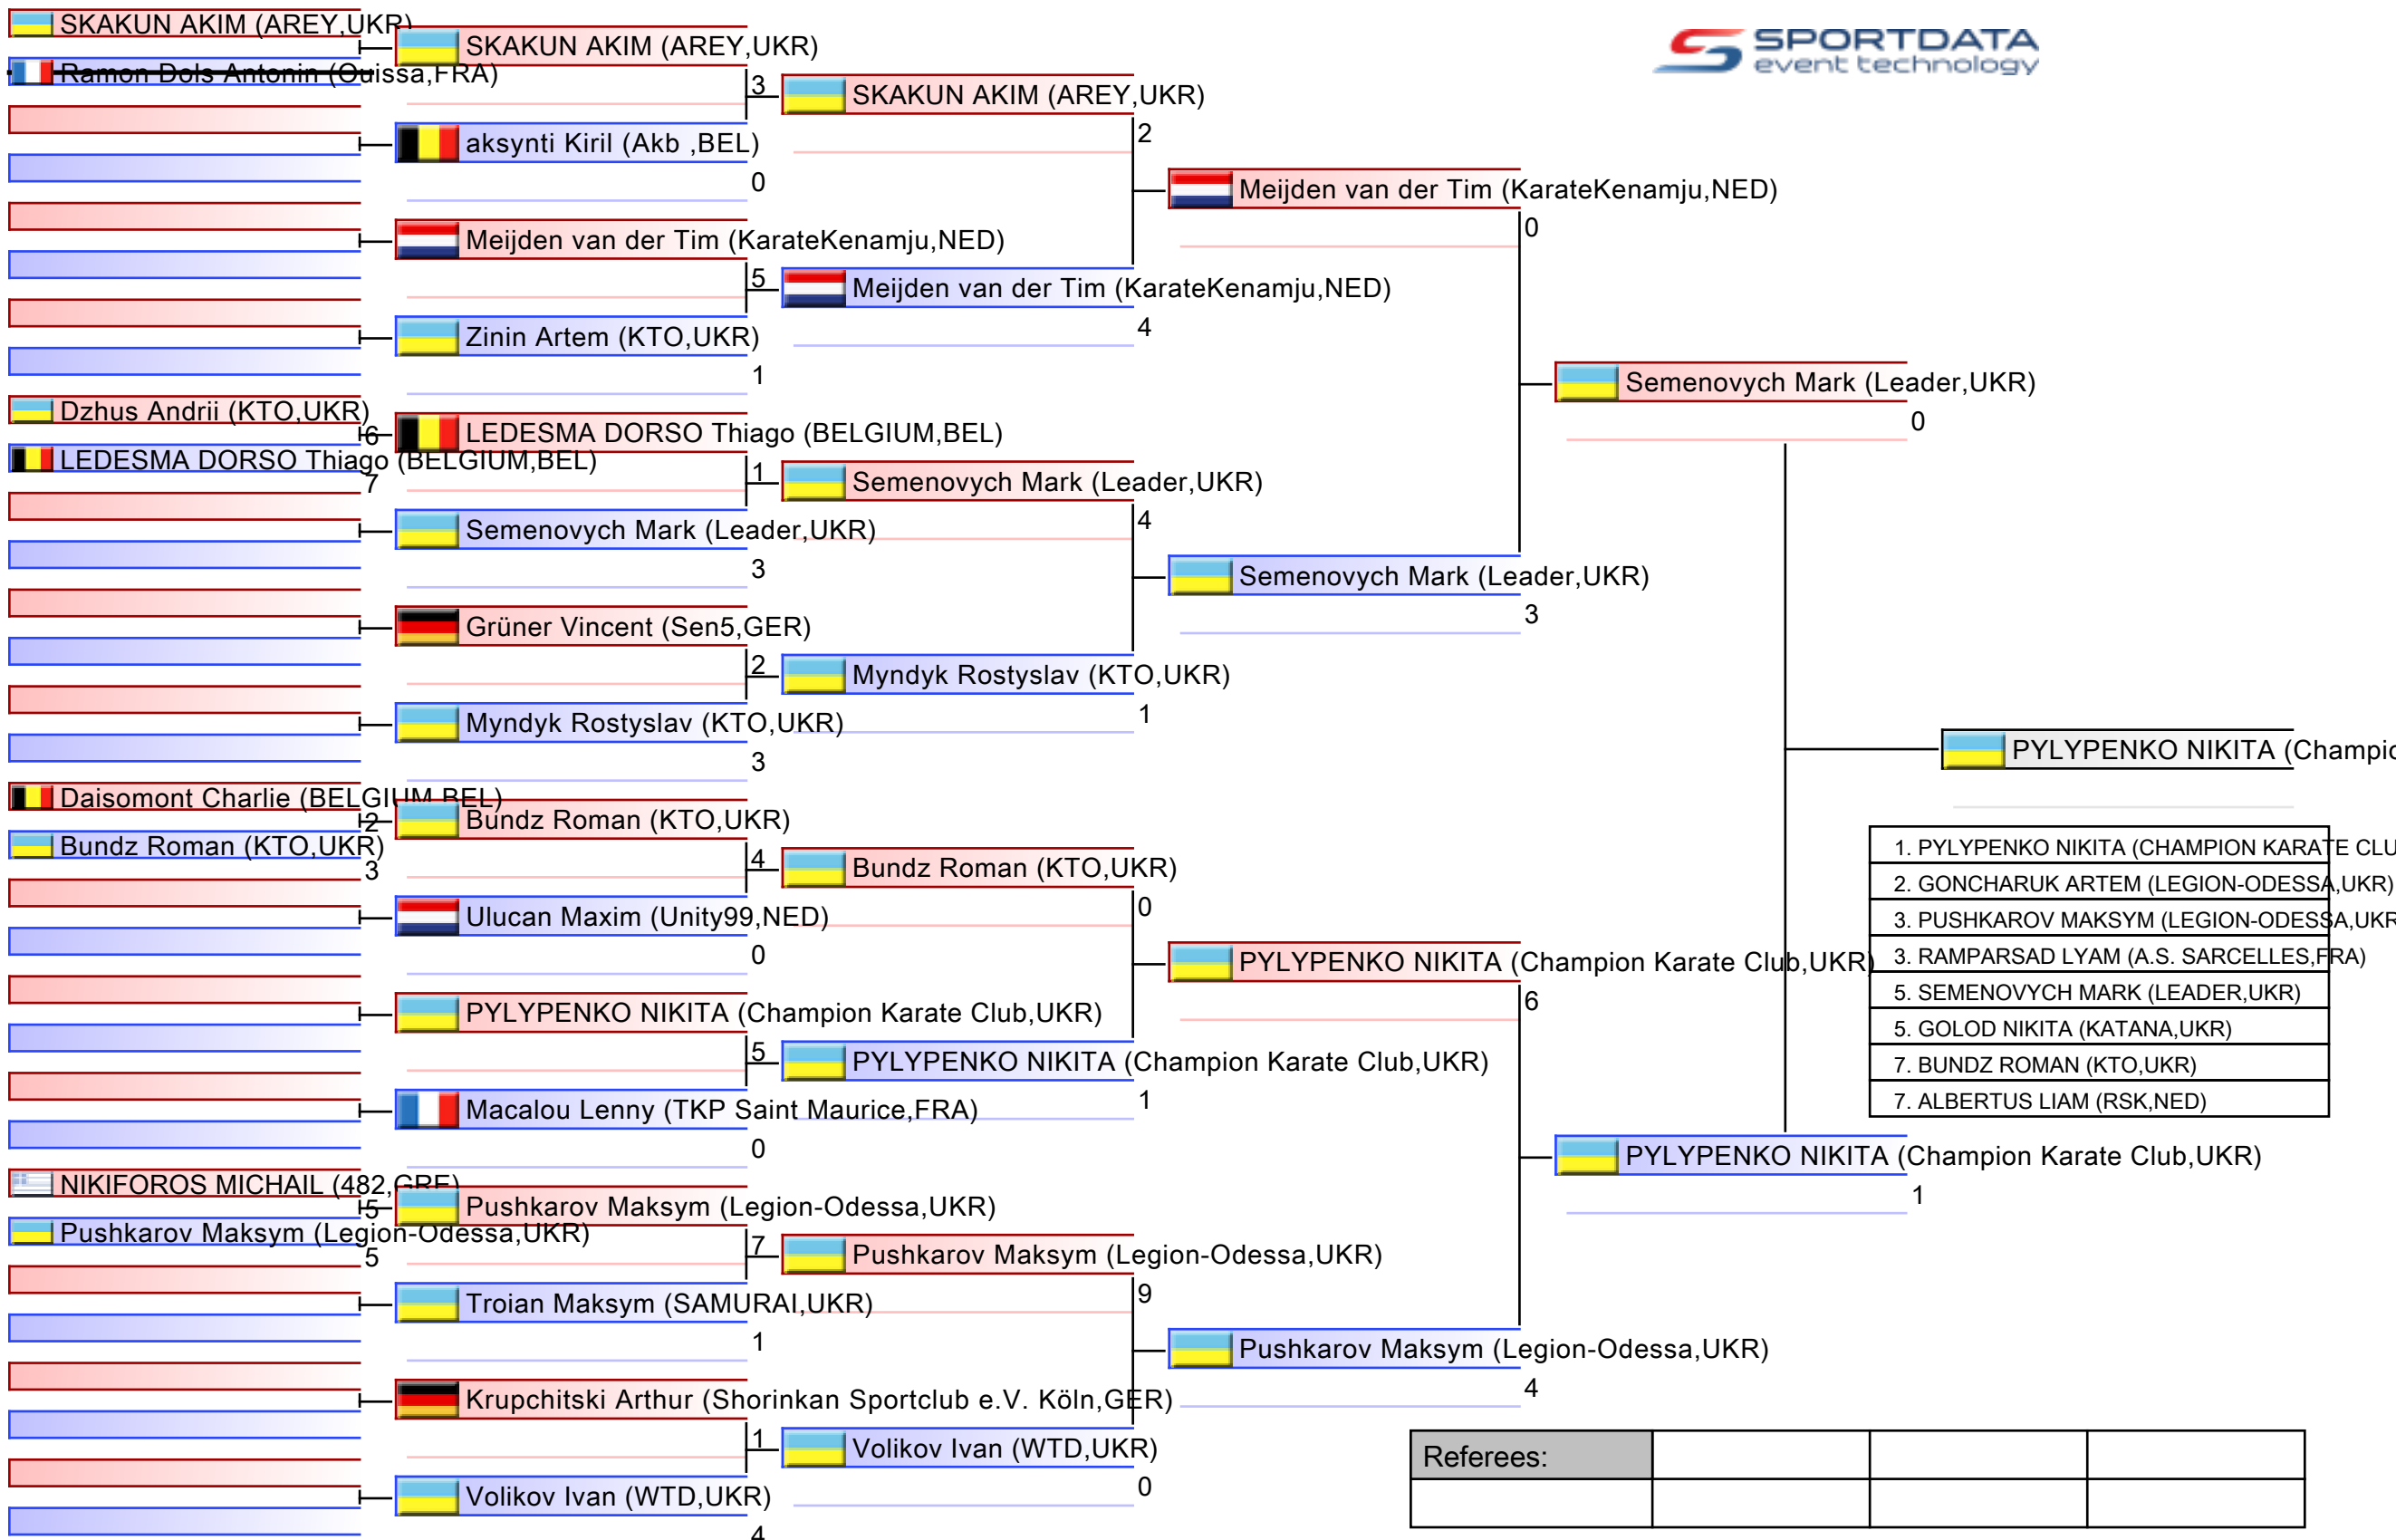 SPORTDATA
event technology
SKAKUN AKIM (AREY,UKR)
Ramon Dols Antonin (Ouissa,FRA)
Dzhus Andrii (KTO,UKR)
6
LEDESMA DORSO Thiago (BELGIUM,BEL)
7
Daisomont Charlie (BELGIUM,BEL)
2
Bundz Roman (KTO,UKR)
3
NIKIFOROS MICHAIL (482,GRE)
5
Pushkarov Maksym (Legion-Odessa,UKR)
5
SKAKUN AKIM (AREY,UKR)
3
aksynti Kiril (Akb ,BEL)
0
Meijden van der Tim (KarateKenamju,NED)
5
Zinin Artem (KTO,UKR)
1
LEDESMA DORSO Thiago (BELGIUM,BEL)
1
Semenovych Mark (Leader,UKR)
3
Grüner Vincent (Sen5,GER)
2
Myndyk Rostyslav (KTO,UKR)
3
Bundz Roman (KTO,UKR)
4
Ulucan Maxim (Unity99,NED)
0
PYLYPENKO NIKITA (Champion Karate Club,UKR)
5
Macalou Lenny (TKP Saint Maurice,FRA)
0
Pushkarov Maksym (Legion-Odessa,UKR)
7
Troian Maksym (SAMURAI,UKR)
1
Krupchitski Arthur (Shorinkan Sportclub e.V. Köln,GER)
1
Volikov Ivan (WTD,UKR)
4
SKAKUN AKIM (AREY,UKR)
2
Meijden van der Tim (KarateKenamju,NED)
4
Semenovych Mark (Leader,UKR)
4
Myndyk Rostyslav (KTO,UKR)
1
Bundz Roman (KTO,UKR)
0
PYLYPENKO NIKITA (Champion Karate Club,UKR)
1
Pushkarov Maksym (Legion-Odessa,UKR)
9
Volikov Ivan (WTD,UKR)
0
Meijden van der Tim (KarateKenamju,NED)
0
Semenovych Mark (Leader,UKR)
3
PYLYPENKO NIKITA (Champion Karate Club,UKR)
6
Pushkarov Maksym (Legion-Odessa,UKR)
4
Semenovych Mark (Leader,UKR)
0
PYLYPENKO NIKITA (Champion Karate Club,UKR)
1
PYLYPENKO NIKITA (Champio
1. PYLYPENKO NIKITA (CHAMPION KARATE CLU
2. GONCHARUK ARTEM (LEGION-ODESSA,UKR)
3. PUSHKAROV MAKSYM (LEGION-ODESSA,UKR
3. RAMPARSAD LYAM (A.S. SARCELLES,FRA)
5. SEMENOVYCH MARK (LEADER,UKR)
5. GOLOD NIKITA (KATANA,UKR)
7. BUNDZ ROMAN (KTO,UKR)
7. ALBERTUS LIAM (RSK,NED)
Referees: